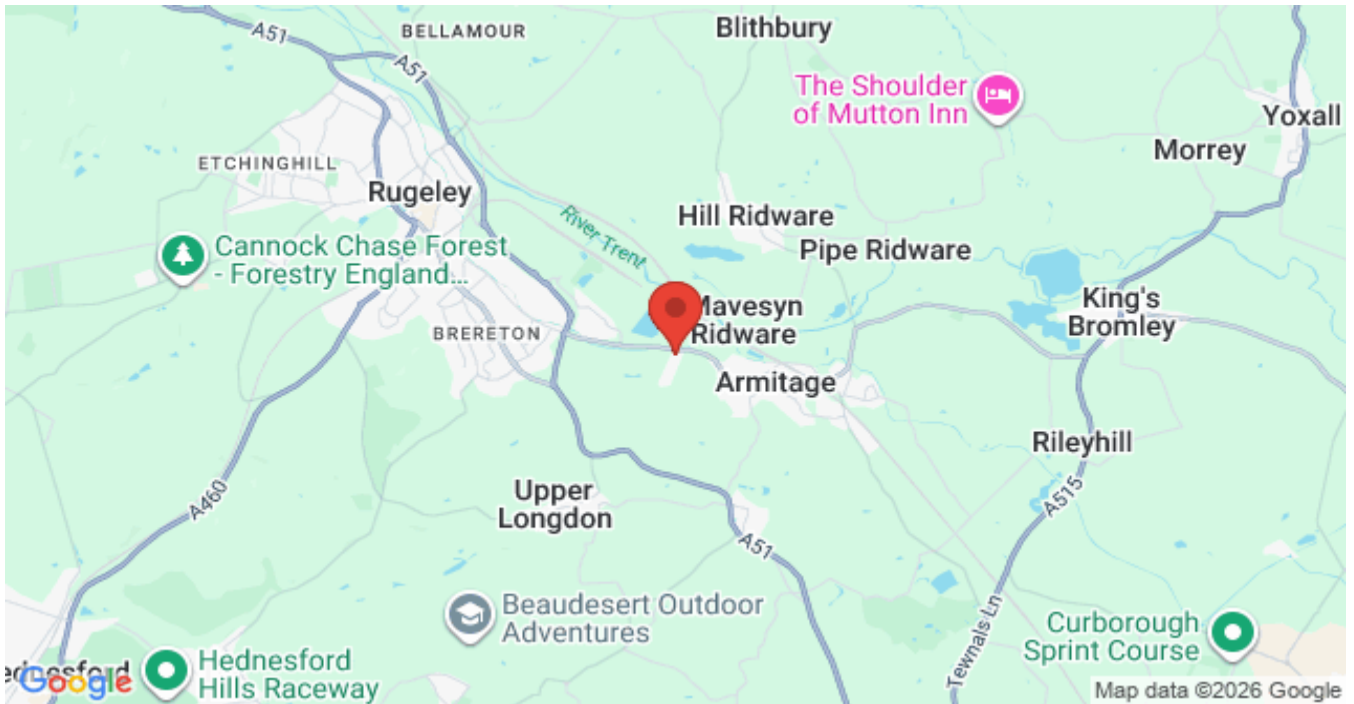 A51
BELLAMOUR
Blithbury
A51
The Shoulder
of Mutton Inn
Yoxall
Morrey
ETCHINGHILL
Rugeley
Hill Ridware
River Trent
Pipe Ridware
Cannock Chase Forest
- Forestry England...
King's
Bromley
Mavesyn
Ridware
BRERETON
Armitage
Rileyhill
A460
Upper
Longdon
A515
A51
Beaudesert Outdoor
Adventures
Tewnals Ln
Curborough
Sprint Course
Hednesford
Hills Raceway
Google
Map data ©2026 Google